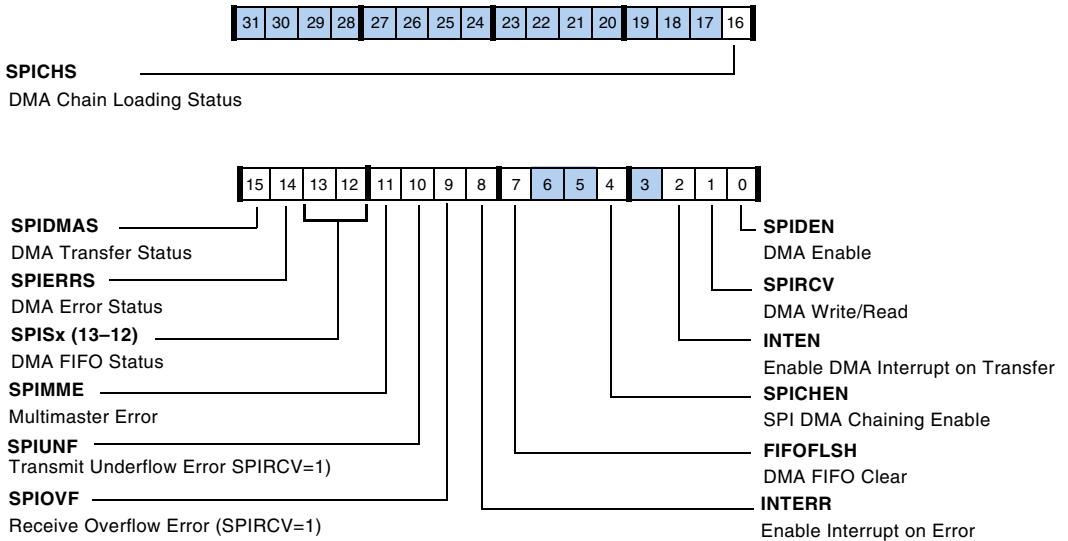 31 30 29 28 27 26 25 24 23 22 21 20 19 18 17 16
SPICHS
DMA Chain Loading Status
15 14 13 12 11 10 9 8 7 6 5 4 3 2 1 0
SPIDMAS
DMA Transfer Status
SPIERRS
DMA Error Status
SPISx (13–12)
DMA FIFO Status
SPIMME
Multimaster Error
SPIUNF
Transmit Underflow Error SPIRCV=1)
SPIOVF
Receive Overflow Error (SPIRCV=1)
SPIDEN
DMA Enable
SPIRCV
DMA Write/Read
INTEN
Enable DMA Interrupt on Transfer
SPICHEN
SPI DMA Chaining Enable
FIFOFLSH
DMA FIFO Clear
INTERR
Enable Interrupt on Error